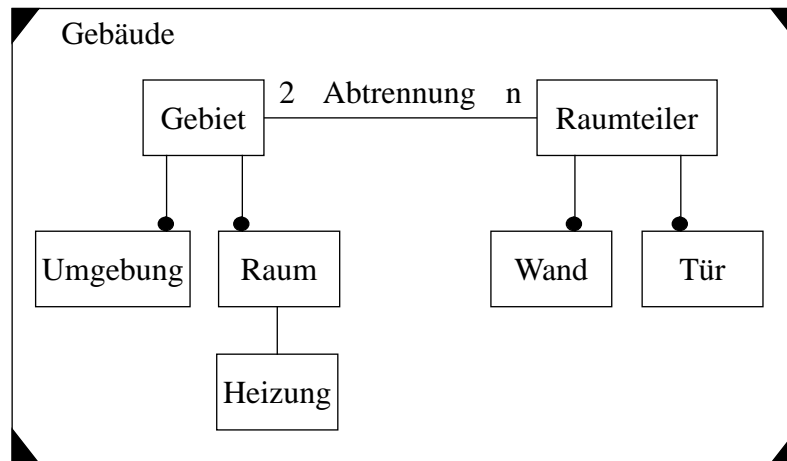 Gebäude
2 Abtrennung n
Gebiet Raumteiler
Umgebung Raum Wand Tür
Heizung